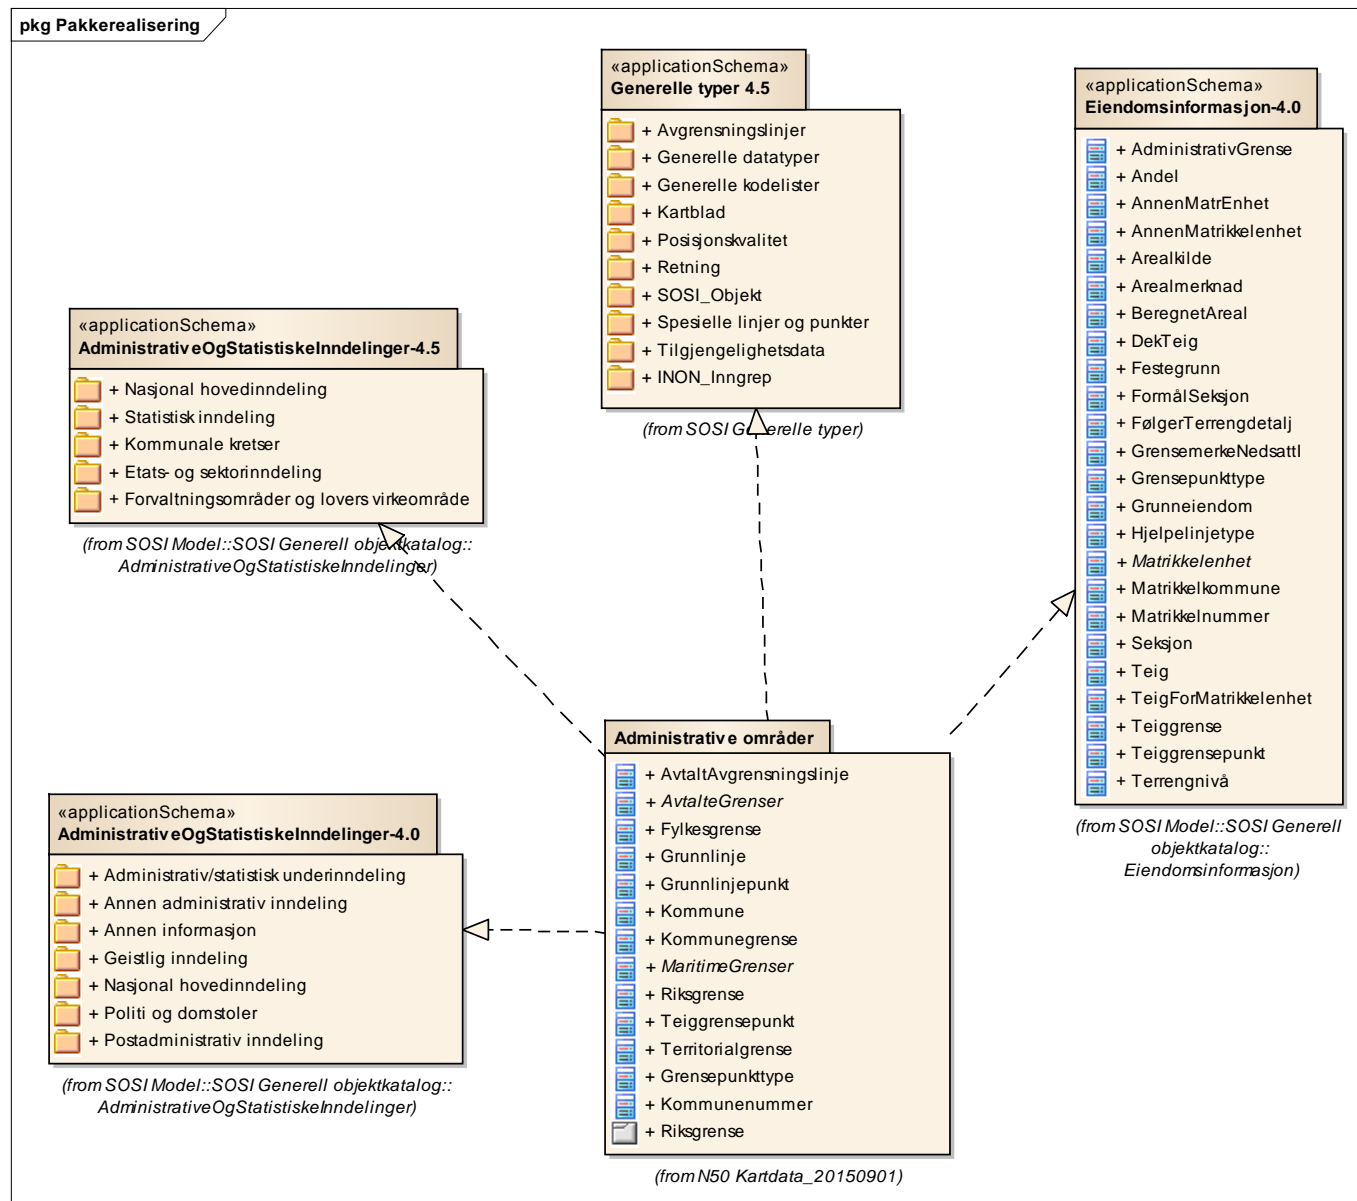 pkg Pakkerealisering
«applicationSchema»
Generelle typer 4.5
+ Avgrensningslinjer
+ Generelle datatyper
+ Generelle kodelister
+ Kartblad
+ Posisjonskvalitet
+ Retning
+ SOSI_Objekt
+ Spesielle linjer og punkter
+ Tilgjengelighetsdata
+ INON_Inngrep
(from SOSI Generelle typer)
«applicationSchema»
Eiendomsinformasjon-4.0
+ AdministrativGrense
+ Andel
+ AnnenMatrEnhet
+ AnnenMatrikkelenhet
+ Arealkilde
+ Arealmerknad
+ BeregnetAreal
+ DekTeig
+ Festegrunn
+ FormålSeksjon
+ FølgerTerrengdetalj
+ GrensemerkeNedsattI
+ Grensepunkttype
+ Grunneiendom
+ Hjelpelinjetype
+ Matrikkelenhet
+ Matrikkelkommune
+ Matrikkelnummer
+ Seksjon
+ Teig
+ TeigForMatrikkelenhet
+ Teiggrense
+ Teiggrensepunkt
+ Terrengnivå
(from SOSI Model::SOSI Generell
objektkatalog::
Eiendomsinformasjon)
«applicationSchema»
AdministrativeOgStatistiskeInndelinger-4.5
+ Nasjonal hovedinndeling
+ Statistisk inndeling
+ Kommunale kretser
+ Etats- og sektorinndeling
+ Forvaltningsområder og lovers virkeområde
(from SOSI Model::SOSI Generell objektkatalog::
AdministrativeOgStatistiskeInndelinger)
«applicationSchema»
AdministrativeOgStatistiskeInndelinger-4.0
+ Administrativ/statistisk underinndeling
+ Annen administrativ inndeling
+ Annen informasjon
+ Geistlig inndeling
+ Nasjonal hovedinndeling
+ Politi og domstoler
+ Postadministrativ inndeling
(from SOSI Model::SOSI Generell objektkatalog::
AdministrativeOgStatistiskeInndelinger)
Administrative områder
+ AvtaltAvgrensningslinje
+ AvtalteGrenser
+ Fylkesgrense
+ Grunnlinje
+ Grunnlinjepunkt
+ Kommune
+ Kommunegrense
+ MaritimeGrenser
+ Riksgrense
+ Teiggrensepunkt
+ Territorialgrense
+ Grensepunkttype
+ Kommunenummer
+ Riksgrense
(from N50 Kartdata_20150901)